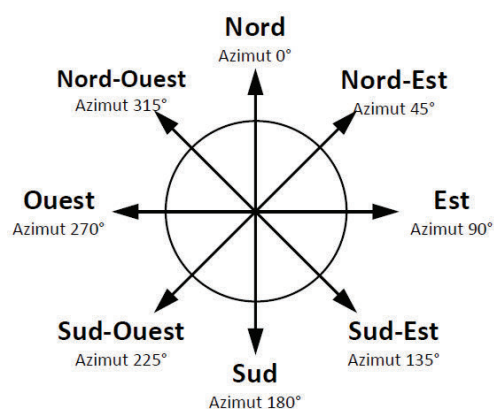 Nord
Azimut 0°
Nord-Ouest
Azimut 315°
Nord-Est
Azimut 45°
Ouest
Azimut 270°
Est
Azimut 90°
Sud-Ouest
Azimut 225°
Sud-Est
Azimut 135°
Sud
Azimut 180°